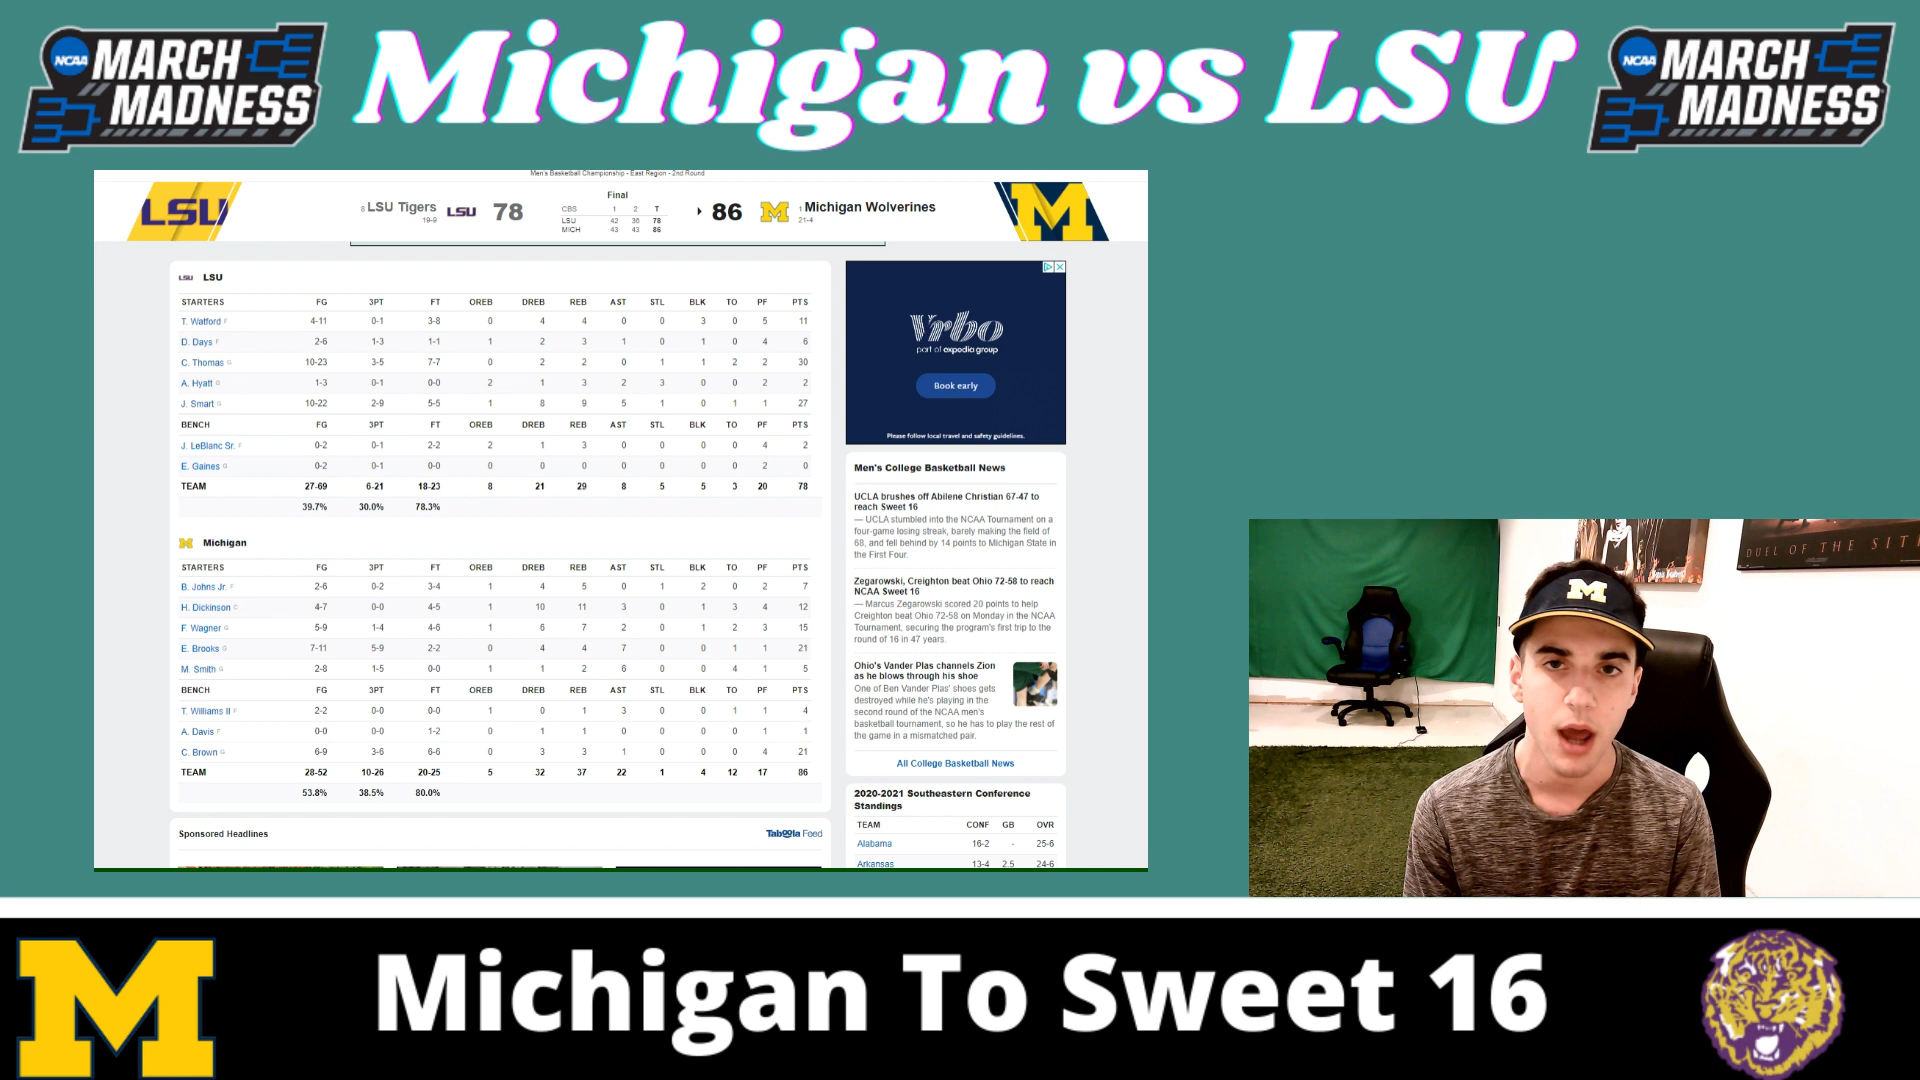 NCAA MARCH MADNESS
Michigan vs LSU
NCAA MARCH MADNESS
Men's Basketball Championship - East Region - 2nd Round
LSU
8 LSU Tigers LSU 78
19-9
Final
CBS 1 2 T
LSU 42 36 78
MICH 43 43 86
86 M 1 Michigan Wolverines
21-4
M
LSU LSU
STARTERS FG 3PT FT OREB DREB REB AST STL BLK TO PF PTS
T. Watford F 4-11 0-1 3-8 0 4 4 0 0 3 0 5 11
D. Days F 2-6 1-3 1-1 1 2 3 1 0 1 0 4 6
C. Thomas G 10-23 3-5 7-7 0 2 2 0 1 1 2 2 30
A. Hyatt G 1-3 0-1 0-0 2 1 3 2 3 0 0 2 2
J. Smart G 10-22 2-9 5-5 1 8 9 5 1 0 1 1 27
BENCH FG 3PT FT OREB DREB REB AST STL BLK TO PF PTS
J. LeBlanc Sr. F 0-2 0-1 2-2 2 1 3 0 0 0 0 4 2
E. Gaines G 0-2 0-1 0-0 0 0 0 0 0 0 0 2 0
TEAM 27-69 6-21 18-23 8 21 29 8 5 5 3 20 78
39.7% 30.0% 78.3%
M Michigan
STARTERS FG 3PT FT OREB DREB REB AST STL BLK TO PF PTS
B. Johns Jr. F 2-6 0-2 3-4 1 4 5 0 1 2 0 2 7
H. Dickinson C 4-7 0-0 4-5 1 10 11 3 0 1 3 4 12
F. Wagner G 5-9 1-4 4-6 1 6 7 2 0 1 2 3 15
E. Brooks G 7-11 5-9 2-2 0 4 4 7 0 0 1 1 21
M. Smith G 2-8 1-5 0-0 1 1 2 6 0 0 4 1 5
BENCH FG 3PT FT OREB DREB REB AST STL BLK TO PF PTS
T. Williams II F 2-2 0-0 0-0 1 0 1 3 0 0 1 1 4
A. Davis F 0-0 0-0 1-2 0 1 1 0 0 0 0 1 1
C. Brown G 6-9 3-6 6-6 0 3 3 1 0 0 0 4 21
TEAM 28-52 10-26 20-25 5 32 37 22 1 4 12 17 86
53.8% 38.5% 80.0%
Sponsored Headlines Taboola Feed
Vrbo
part of expedia group
Book early
Please follow local travel and safety guidelines.
Men's College Basketball News
UCLA brushes off Abilene Christian 67-47 to
reach Sweet 16
— UCLA stumbled into the NCAA Tournament on a
four-game losing streak, barely making the field of
68, and fell behind by 14 points to Michigan State in
the First Four.
Zegarowski, Creighton beat Ohio 72-58 to reach
NCAA Sweet 16
— Marcus Zegarowski scored 20 points to help
Creighton beat Ohio 72-58 on Monday in the NCAA
Tournament, securing the program's first trip to the
round of 16 in 47 years.
Ohio's Vander Plas channels Zion
as he blows through his shoe
One of Ben Vander Plas' shoes gets
destroyed while he's playing in the
second round of the NCAA men's
basketball tournament, so he has to play the rest of
the game in a mismatched pair.
All College Basketball News
2020-2021 Southeastern Conference
Standings
TEAM CONF GB OVR
Alabama 16-2 - 25-6
Arkansas 13-4 2.5 24-6
DUEL OF THE SIT
M
M
Michigan To Sweet 16